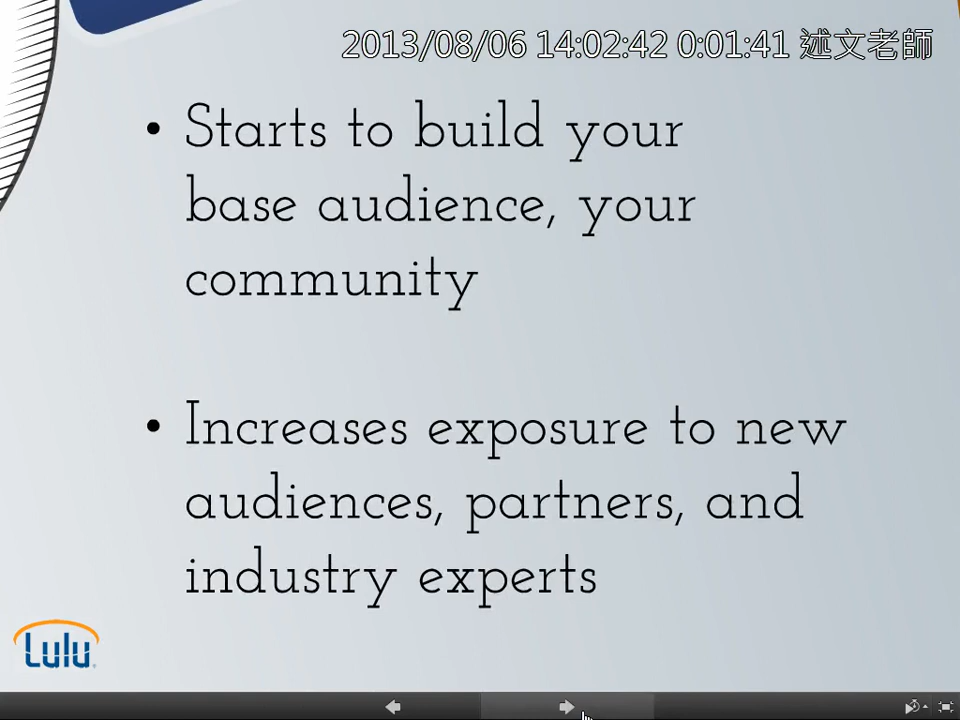 2013/08/06 14:02:42 0:01:41 述文老師
• Starts to build your
base audience, your
community
• Increases exposure to new
audiences, partners, and
industry experts
Lulu